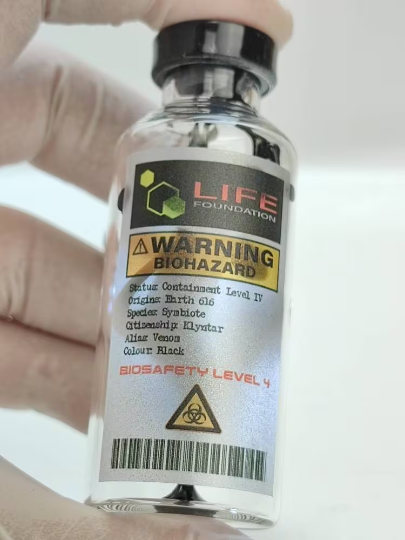 LIFE
FOUNDATION
WARNING
BIOHAZARD
Status: Containment Level IV
Origin: Earth 616
Species: Symbiote
Citizenship: Klyntar
Alias: Venom
Colour: Black
BIOSAFETY LEVEL 4